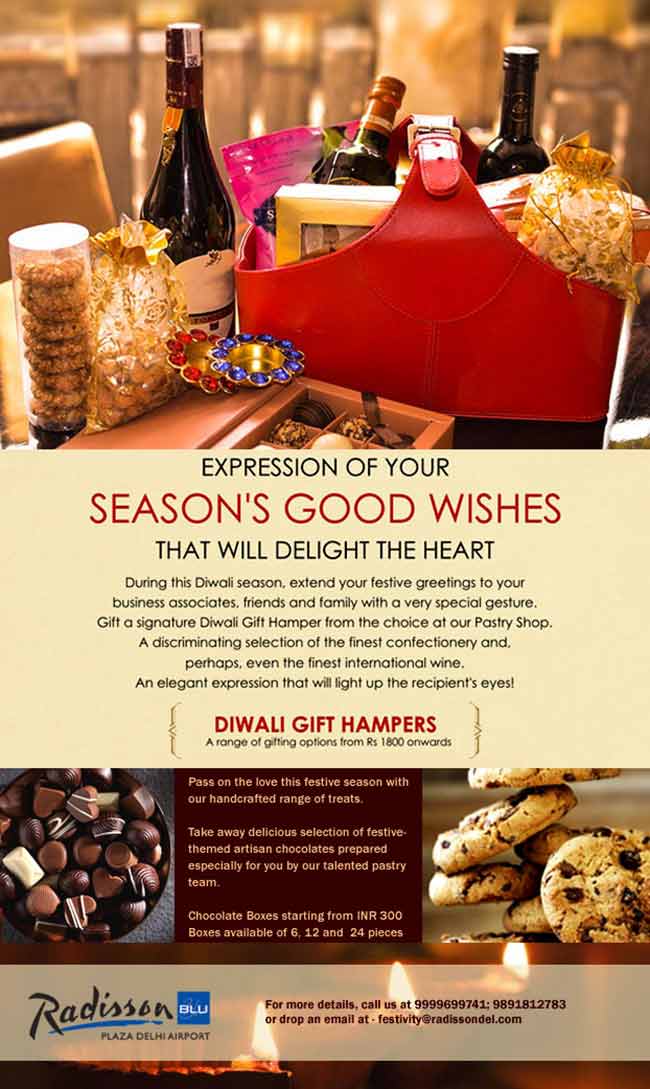 EXPRESSION OF YOUR
SEASON'S GOOD WISHES
THAT WILL DELIGHT THE HEART
During this Diwali season, extend your festive greetings to your
business associates, friends and family with a very special gesture.
Gift a signature Diwali Gift Hamper from the choice at our Pastry Shop.
A discriminating selection of the finest confectionery and,
perhaps, even the finest international wine.
An elegant expression that will light up the recipient's eyes!
DIWALI GIFT HAMPERS
A range of gifting options from Rs 1800 onwards
Pass on the love this festive season with
our handcrafted range of treats.
Take away delicious selection of festive-
themed artisan chocolates prepared
especially for you by our talented pastry
team.
Chocolate Boxes starting from INR 300
Boxes available of 6, 12 and 24 pieces
Radisson BLU
PLAZA DELHI AIRPORT
For more details, call us at 9999699741; 9891812783
or drop an email at - festivity@radissondel.com